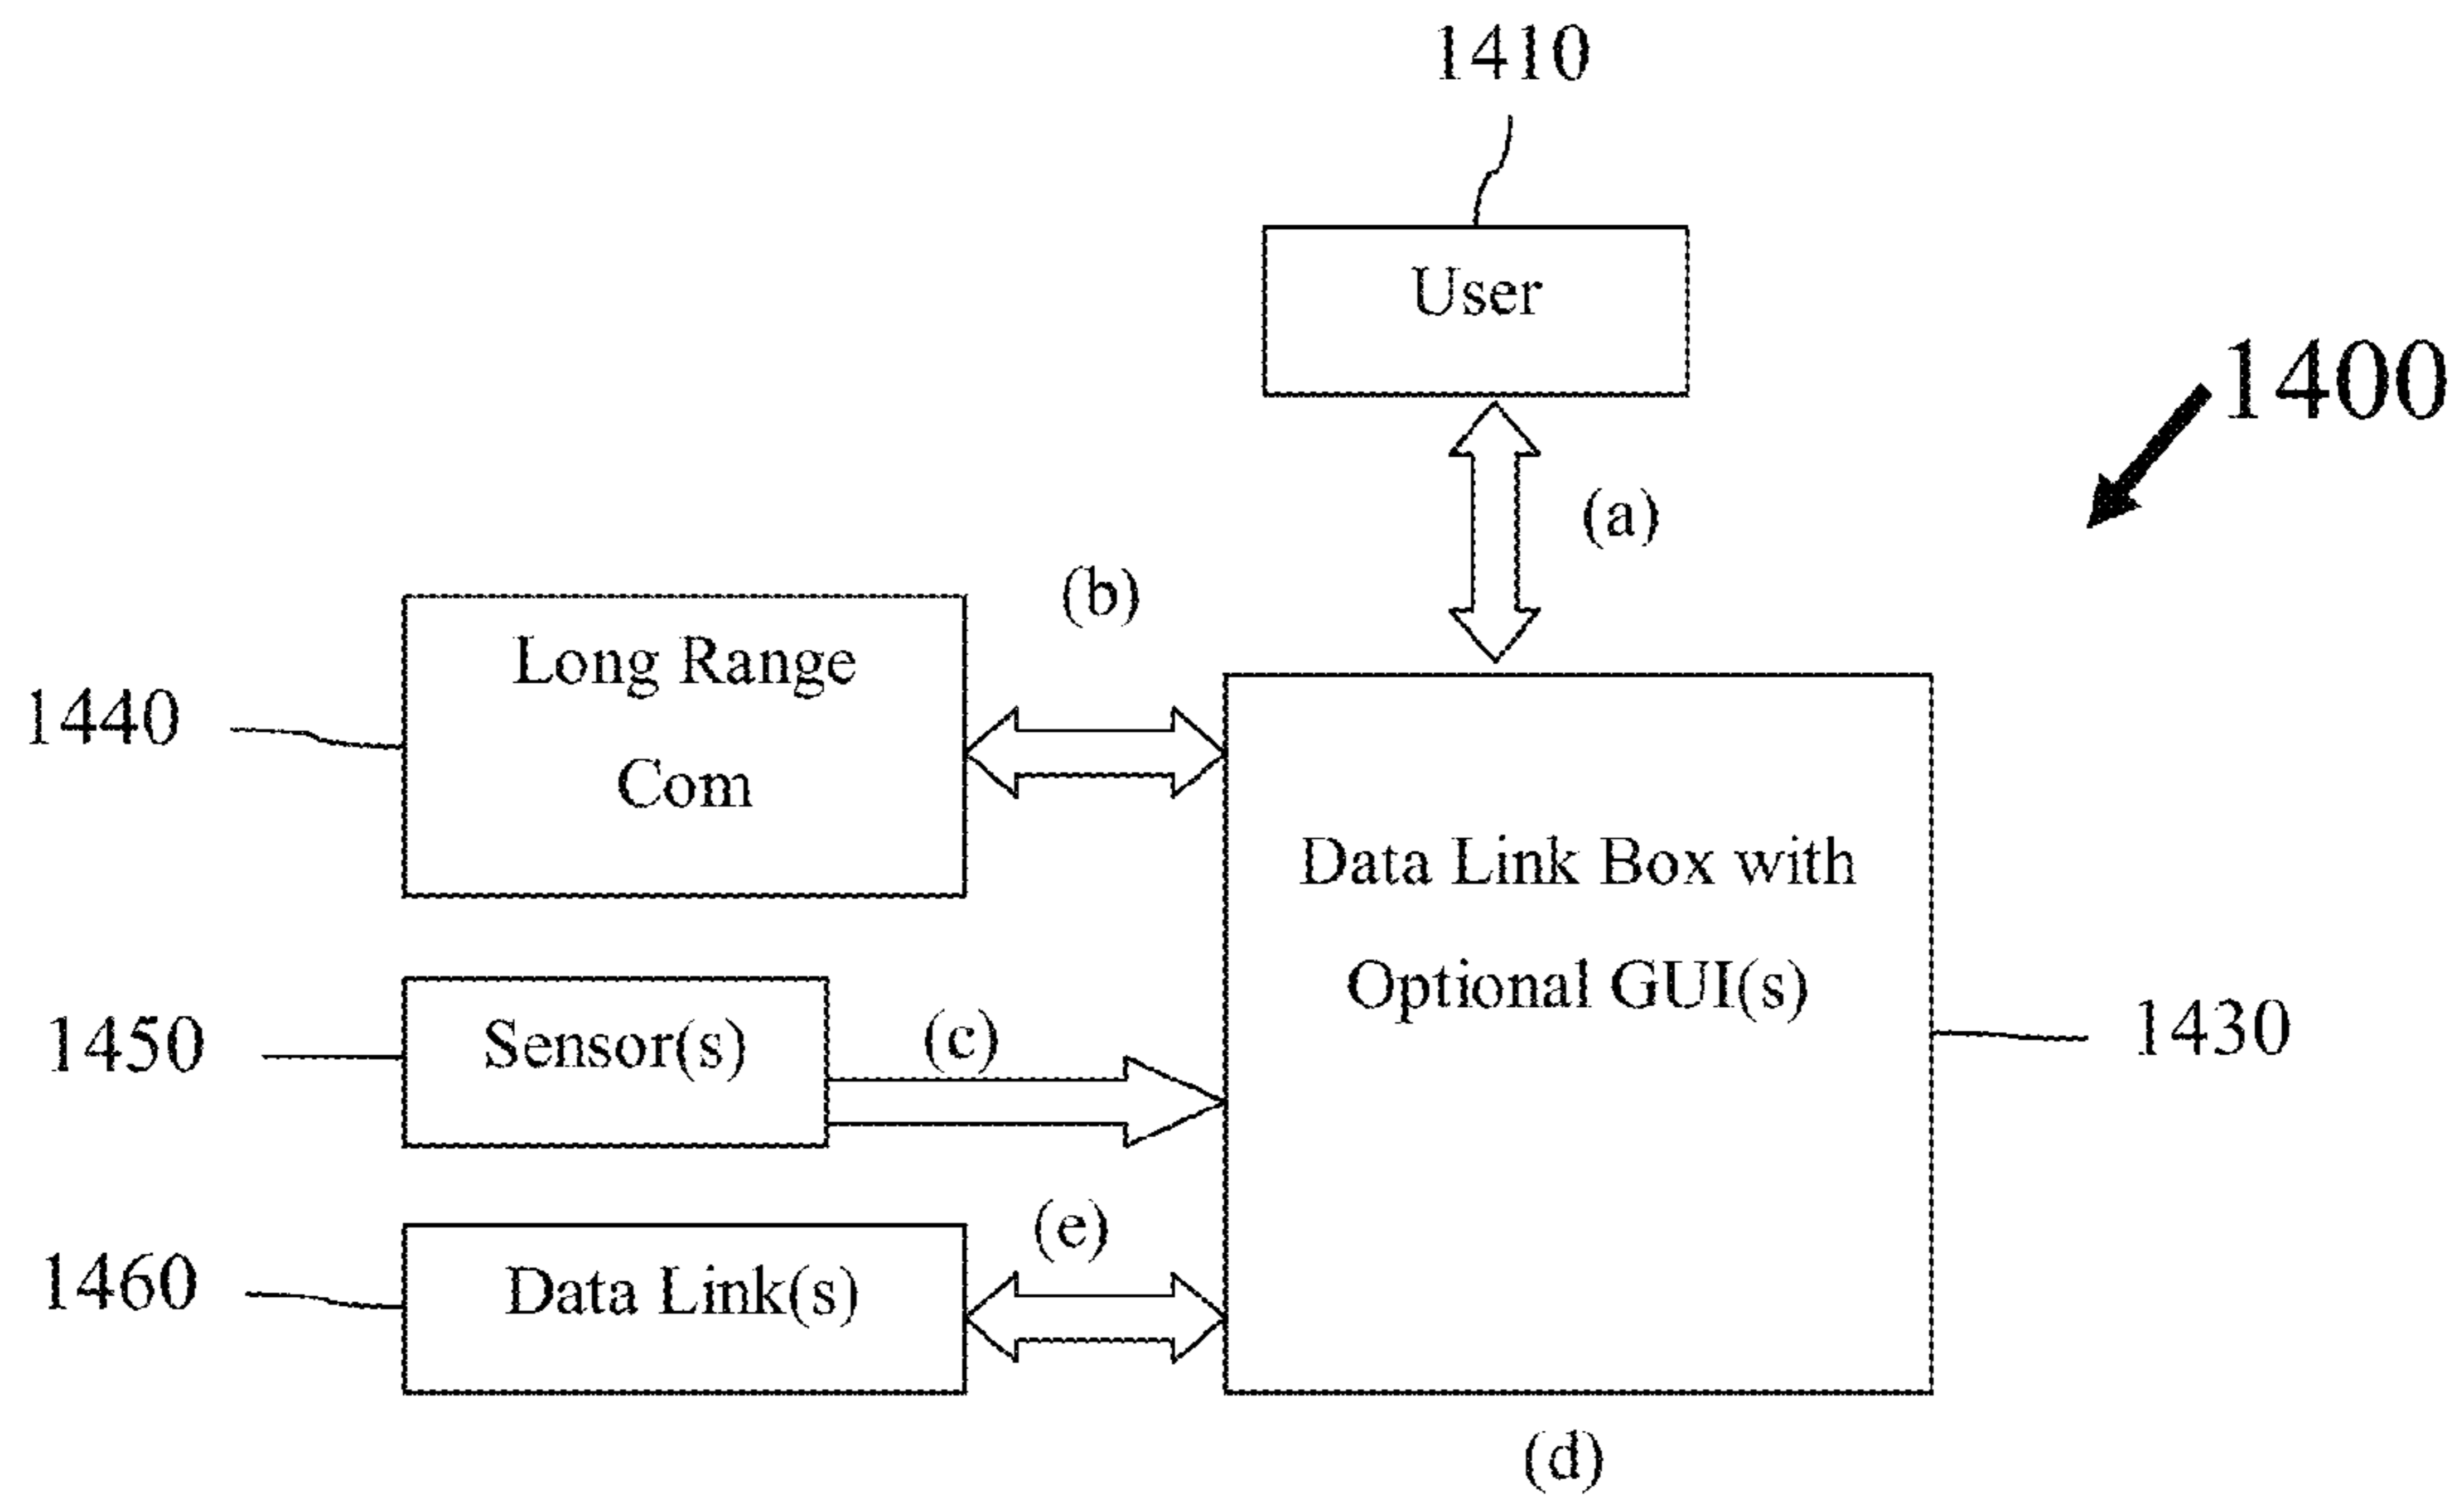 1410
User
1400
(a)
(b)
Long Range
Com
1440
Data Link Box with
Optional GUI(s)
1430
1450
Sensor(s)
(c)
(e)
1460
Data Link(s)
(d)